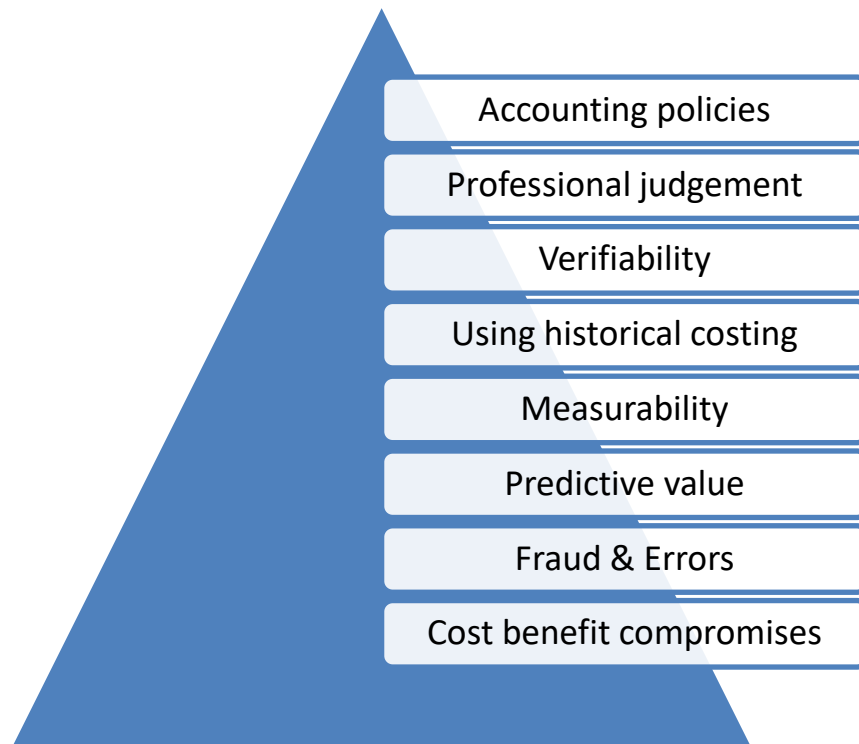 Accounting policies
Professional judgement
Verifiability
Using historical costing
Measurability
Predictive value
Fraud & Errors
Cost benefit compromises